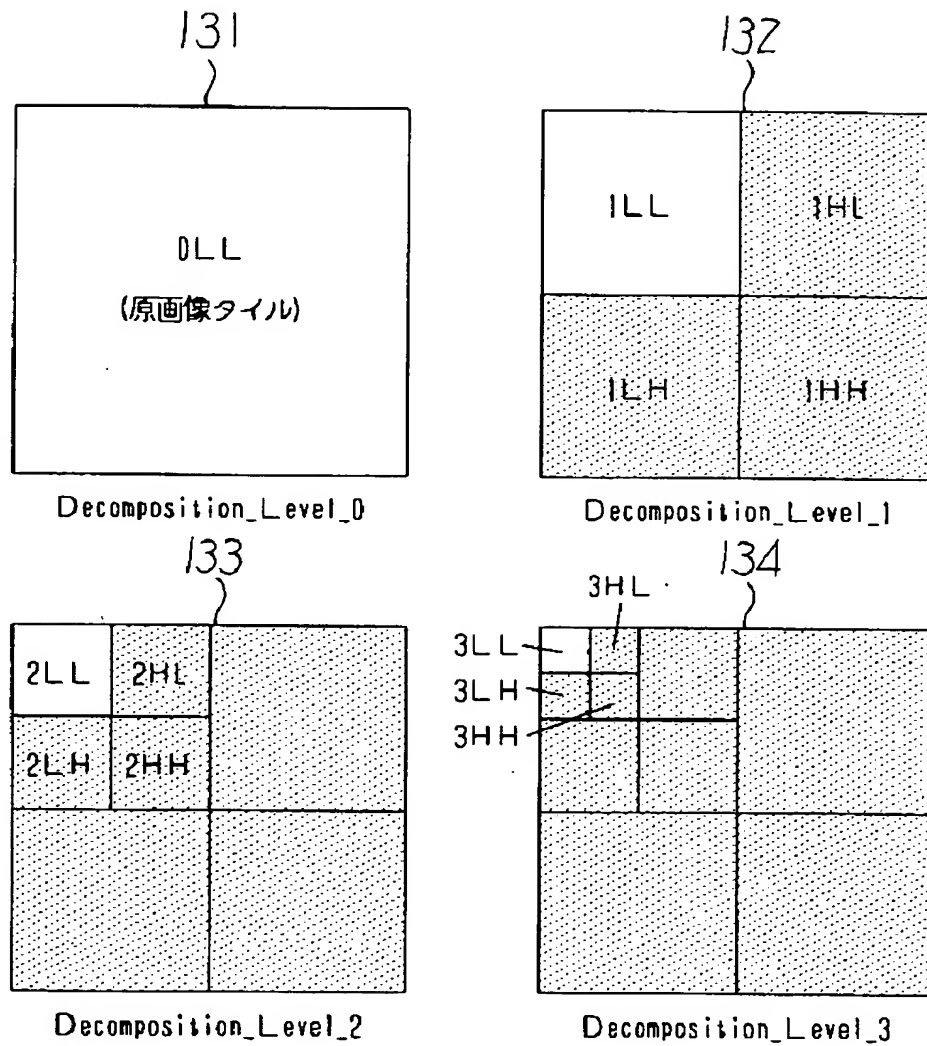 131
0LL
(原画像タイル)
Decomposition_Level_0
132
1LL 1HL
1LH 1HH
Decomposition_Level_1
133
2LL 2HL
2LH 2HH
Decomposition_Level_2
134
3HL
3LL
3LH
3HH
Decomposition_Level_3